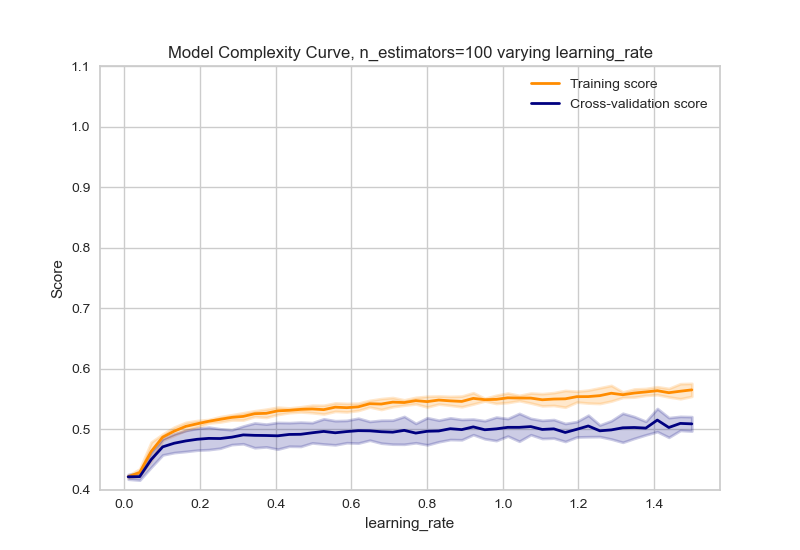 Model Complexity Curve, n_estimators=100 varying learning_rate
1.1
1.0
0.9
0.8
0.7
0.6
0.5
0.4
Score
Training score
Cross-validation score
0.0 0.2 0.4 0.6 0.8 1.0 1.2 1.4
learning_rate